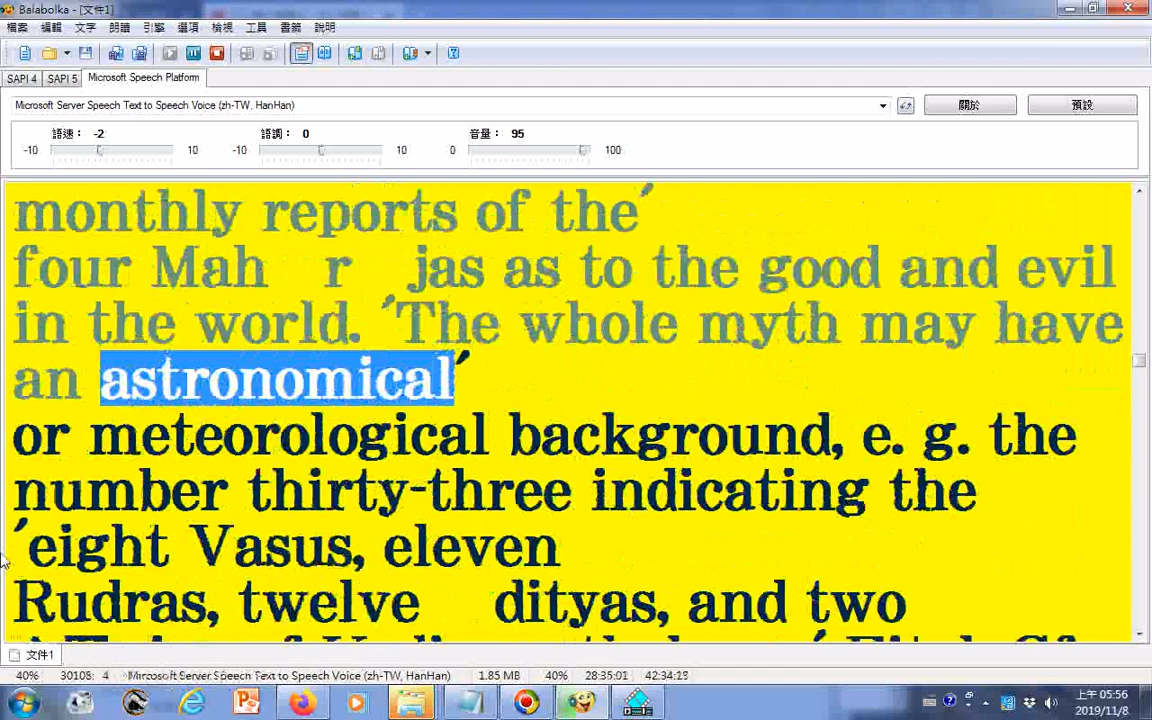 Balabolka - [文件1]
檔案 編輯 文字 朗讀 引擎 選項 檢視 工具 書籤 說明
SAPI 4 SAPI 5 Microsoft Speech Platform
Microsoft Server Speech Text to Speech Voice (zh-TW, HanHan) 關於 預設
語速： -2 語調： 0 音量： 95
-10 10 -10 10 0 100
monthly reports of the′
four Mah r jas as to the good and evil
in the world. ′The whole myth may have
an astronomical′
or meteorological background, e. g. the
number thirty-three indicating the
′eight Vasus, eleven
Rudras, twelve dityas, and two
文件1
40% 30108: 4 Microsoft Server Speech Text to Speech Voice (zh-TW, HanHan) 1.85 MB 40% 28:35:01 42:34:19
上午 05:56
2019/11/8